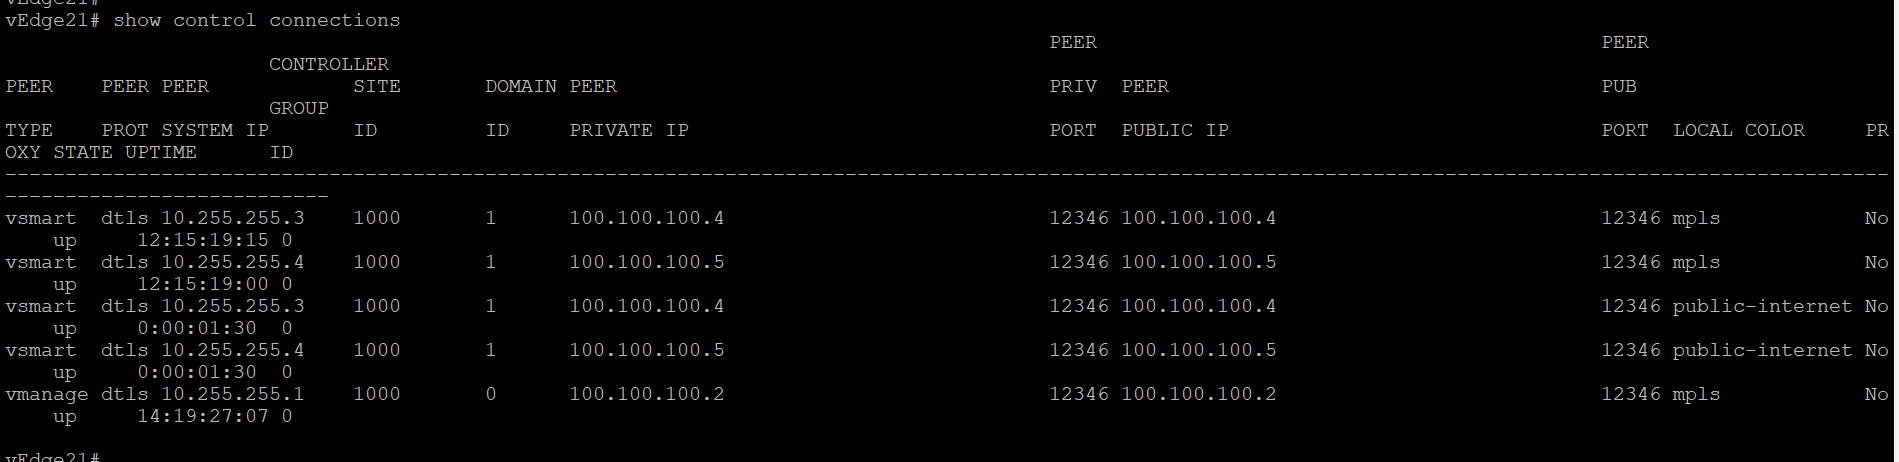 vEdge21#
vEdge21# show control connections
PEER PEER
CONTROLLER
PEER PEER PEER SITE DOMAIN PEER PRIV PEER PUB
GROUP
TYPE PROT SYSTEM IP ID ID PRIVATE IP PORT PUBLIC IP PORT LOCAL COLOR PR
OXY STATE UPTIME ID
--------------------------------------------------------------------------------------------------------------------------------------------------------------
---------------------------
vsmart dtls 10.255.255.3 1000 1 100.100.100.4 12346 100.100.100.4 12346 mpls No
up 12:15:19:15 0
vsmart dtls 10.255.255.4 1000 1 100.100.100.5 12346 100.100.100.5 12346 mpls No
up 12:15:19:00 0
vsmart dtls 10.255.255.3 1000 1 100.100.100.4 12346 100.100.100.4 12346 public-internet No
up 0:00:01:30 0
vsmart dtls 10.255.255.4 1000 1 100.100.100.5 12346 100.100.100.5 12346 public-internet No
up 0:00:01:30 0
vmanage dtls 10.255.255.1 1000 0 100.100.100.2 12346 100.100.100.2 12346 mpls No
up 14:19:27:07 0
vEdge21#